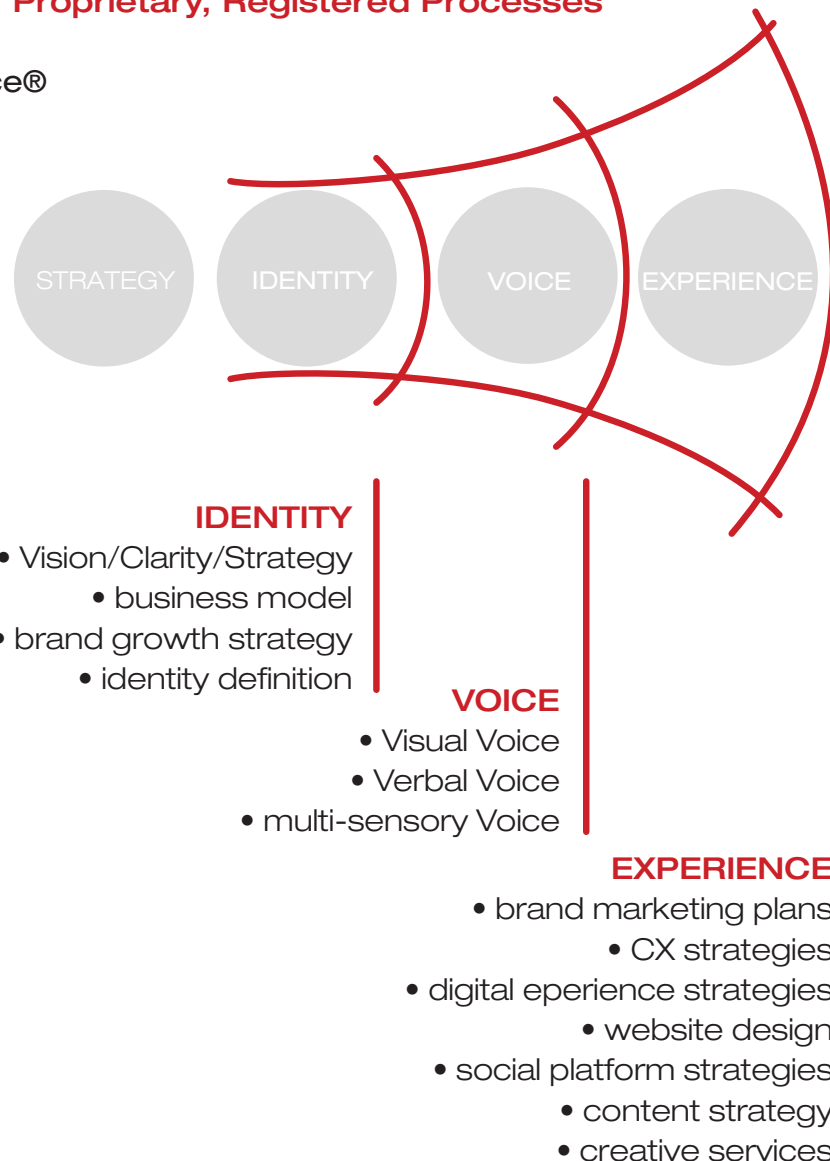 Proprietary, Registered Processes
ce®
STRATEGY IDENTITY VOICE EXPERIENCE
IDENTITY
• Vision/Clarity/Strategy
• business model
• brand growth strategy
• identity definition
VOICE
• Visual Voice
• Verbal Voice
• multi-sensory Voice
EXPERIENCE
• brand marketing plans
• CX strategies
• digital eperience strategies
• website design
• social platform strategies
• content strategy
• creative services